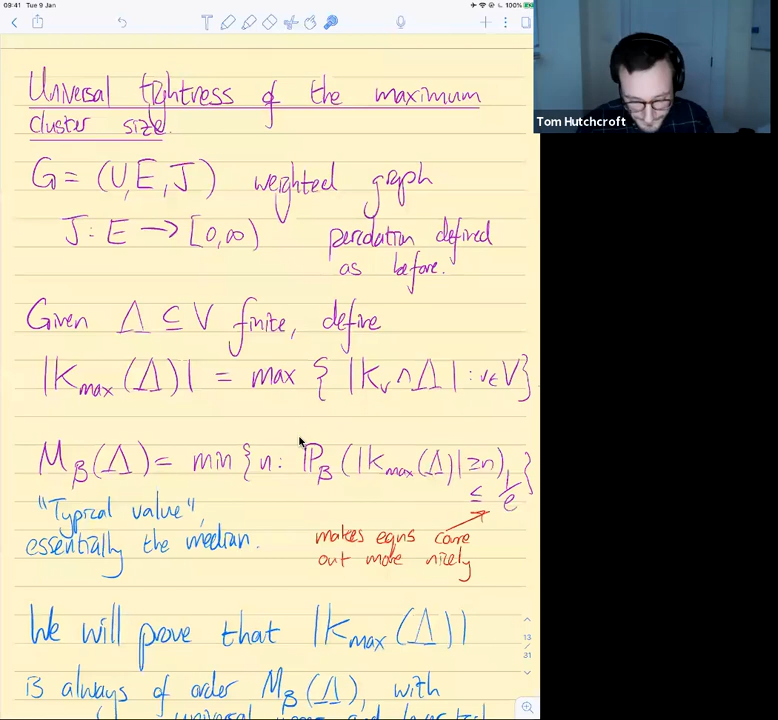 09:41 Tue 9 Jan
100%
Tom Hutchcroft
Universal tightness of the maximum
cluster size.
G = (V, E, J) weighted graph
J: E → [0,∞) percolation defined
as before.
Given Λ ⊆ V finite, define
|K_max(Λ)| = max { |K_v ∩ Λ| : v ∈ V }
M_β(Λ) = min { n : ℙ_β ( |K_max(Λ)| ≥ n )
≤ 1/e }
"Typical value",
essentially the median.
makes eqns come
out more nicely
We will prove that |K_max(Λ)|
is always of order M_β(Λ), with
13
31